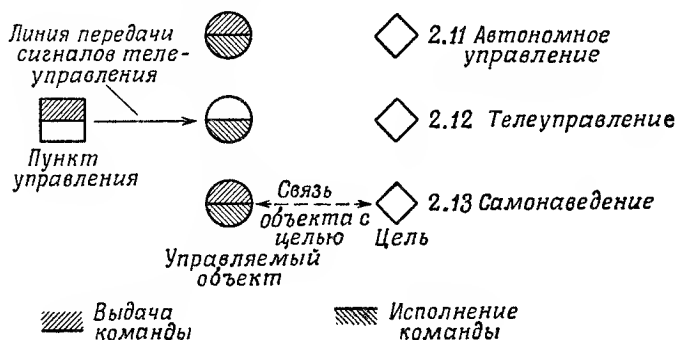 Линия передачи
сигналов теле-
управления
2.11 Автономное
управление
2.12 Телеуправление
Пункт
управления
Связь
объекта с
целью
2.13 Самонаведение
Цель
Управляемый
объект
Выдача
команды
Исполнение
команды